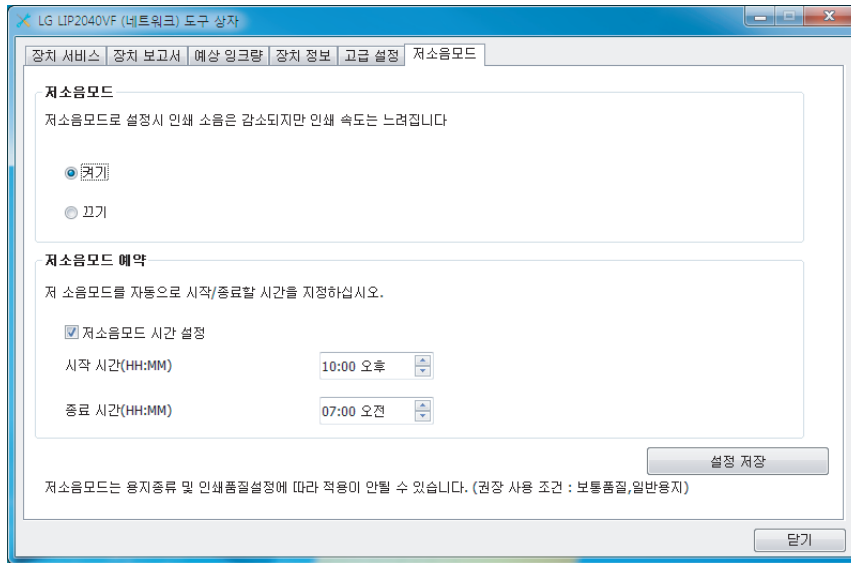 LG LIP2040VF (네트워크) 도구 상자
장치 서비스 장치 보고서 예상 잉크량 장치 정보 고급 설정 저소음모드
저소음모드
저소음모드로 설정시 인쇄 소음은 감소되지만 인쇄 속도는 느려집니다
켜기
끄기
저소음모드 예약
저 소음모드를 자동으로 시작/종료할 시간을 지정하십시오.
저소음모드 시간 설정
시작 시간(HH:MM) 10:00 오후
종료 시간(HH:MM) 07:00 오전
설정 저장
저소음모드는 용지종류 및 인쇄품질설정에 따라 적용이 안될 수 있습니다. (권장 사용 조건 : 보통품질,일반용지)
닫기